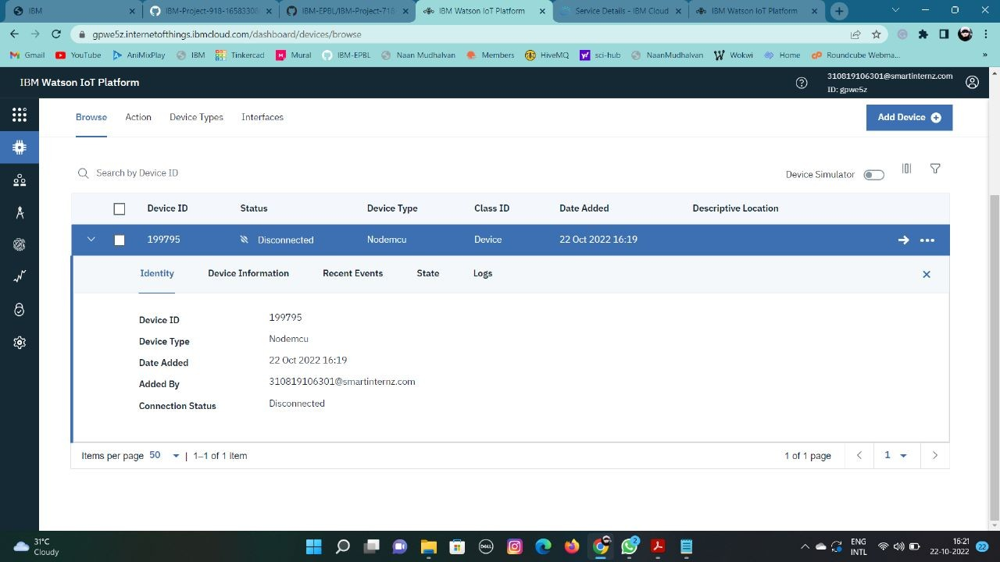 IBM
IBM-Project-918-16583308
IBM-EPBL/IBM-Project-718
IBM Watson IoT Platform
Service Details - IBM Cloud
IBM Watson IoT Platform
gpwe5z.internetofthings.ibmcloud.com/dashboard/devices/browse
Gmail
YouTube
AniMixPlay
IBM
Tinkercad
Mural
IBM-EPBL
Naan Mudhalvan
Members
HiveMQ
sci-hub
NaanMudhalvan
Wokwi
Home
Roundcube Webma...
IBM Watson IoT Platform
310819106301@smartinternz.com
ID: gpwe5z
Browse
Action
Device Types
Interfaces
Add Device
Search by Device ID
Device Simulator
Device ID
Status
Device Type
Class ID
Date Added
Descriptive Location
199795
Disconnected
Nodemcu
Device
22 Oct 2022 16:19
Identity
Device Information
Recent Events
State
Logs
Device ID
199795
Device Type
Nodemcu
Date Added
22 Oct 2022 16:19
Added By
310819106301@smartinternz.com
Connection Status
Disconnected
Items per page 50 | 1–1 of 1 item
1 of 1 page
1
31°C
Cloudy
DELL
2
ENG
INTL
16:21
22-10-2022
22